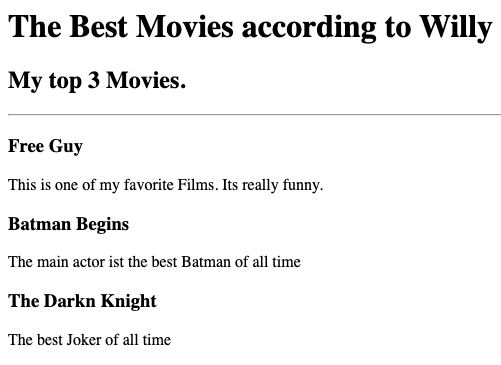 The Best Movies according to Willy
My top 3 Movies.
Free Guy
This is one of my favorite Films. Its really funny.
Batman Begins
The main actor ist the best Batman of all time
The Darkn Knight
The best Joker of all time